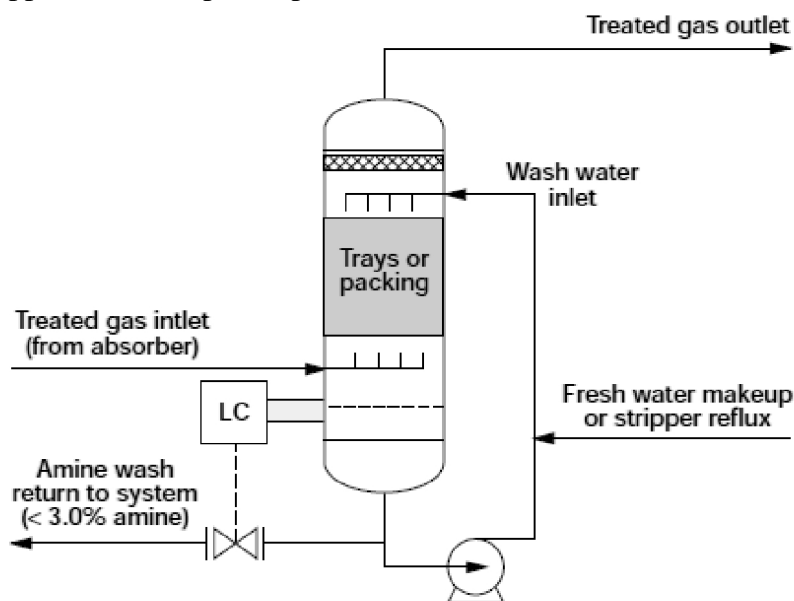 Treated gas outlet
Wash water
inlet
Trays or
packing
Treated gas intlet
(from absorber)
LC
Fresh water makeup
or stripper reflux
Amine wash
return to system
(< 3.0% amine)